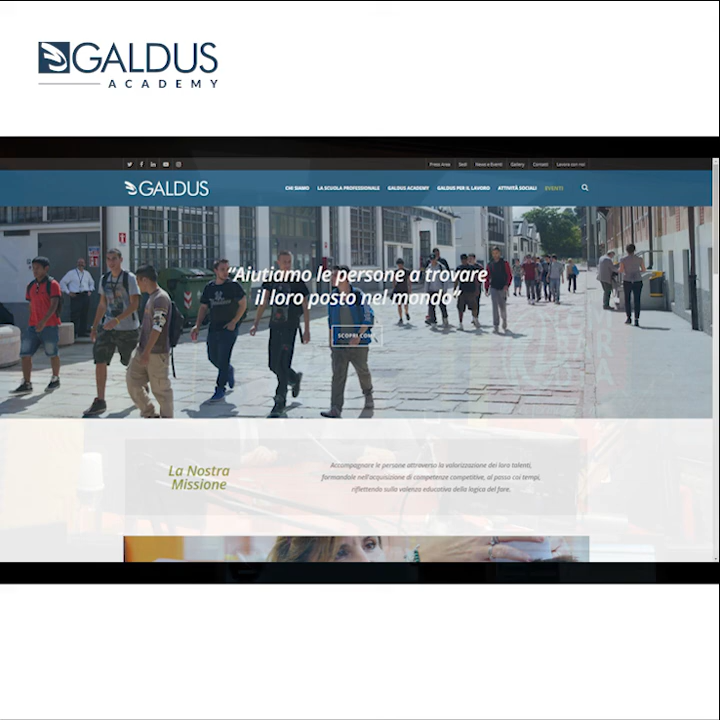 GALDUS
ACADEMY
Press Area Sedi News e Eventi Gallery Contatti Lavora con noi
GALDUS
CHI SIAMO LA SCUOLA PROFESSIONALE GALDUS ACADEMY GALDUS PER IL LAVORO ATTIVITÀ SOCIALI EVENTI
“Aiutiamo le persone a trovare
il loro posto nel mondo”
SCOPRI COME
La Nostra
Missione
Accompagnare le persone attraverso la valorizzazione dei loro talenti,
formandole nell'acquisizione di competenze competitive, al passo coi tempi,
riflettendo sulla valenza educativa della logica del fare.